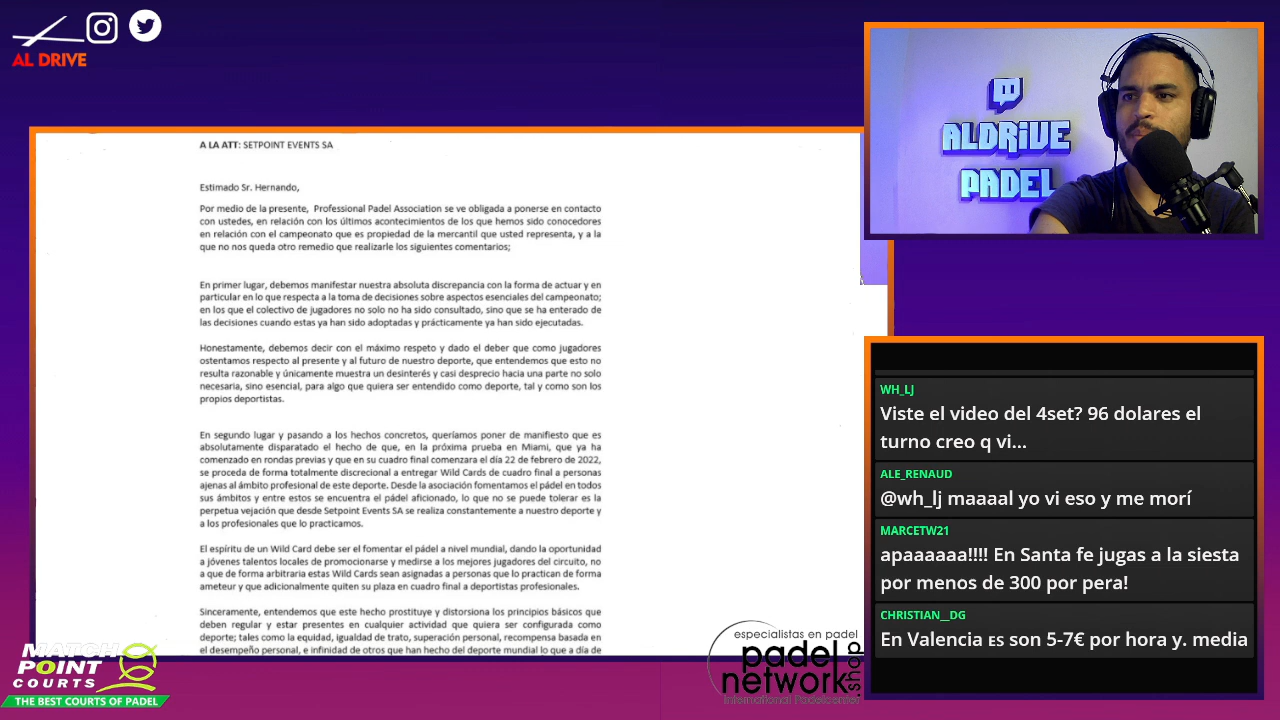 AL DRIVE
A LA ATT: SETPOINT EVENTS SA
Estimado Sr. Hernando,
Por medio de la presente, Professional Padel Association se ve obligada a ponerse en contacto
con ustedes, en relación con los últimos acontecimientos de los que hemos sido conocedores
en relación con el campeonato que es propiedad de la mercantil que usted representa, y a la
que no nos queda otro remedio que realizarle los siguientes comentarios;
En primer lugar, debemos manifestar nuestra absoluta discrepancia con la forma de actuar y en
particular en lo que respecta a la toma de decisiones sobre aspectos esenciales del campeonato;
en los que el colectivo de jugadores no solo no ha sido consultado, sino que se ha enterado de
las decisiones cuando estas ya han sido adoptadas y prácticamente ya han sido ejecutadas.
Honestamente, debemos decir con el máximo respeto y dado el deber que como jugadores
ostentamos respecto al presente y al futuro de nuestro deporte, que entendemos que esto no
resulta razonable y únicamente muestra un desinterés y casi desprecio hacia una parte no solo
necesaria, sino esencial, para algo que quiera ser entendido como deporte, tal y como son los
propios deportistas.
En segundo lugar y pasando a los hechos concretos, queríamos poner de manifiesto que es
absolutamente disparatado el hecho de que, en la próxima prueba en Miami, que ya ha
comenzado en rondas previas y que en su cuadro final comenzara el día 22 de febrero de 2022,
se proceda de forma totalmente discrecional a entregar Wild Cards de cuadro final a personas
ajenas al ámbito profesional de este deporte. Desde la asociación fomentamos el pádel en todos
sus ámbitos y entre estos se encuentra el pádel aficionado, lo que no se puede tolerar es la
perpetua vejación que desde Setpoint Events SA se realiza constantemente a nuestro deporte y
a los profesionales que lo practicamos.
El espíritu de un Wild Card debe ser el fomentar el pádel a nivel mundial, dando la oportunidad
a jóvenes talentos locales de promocionarse y medirse a los mejores jugadores del circuito, no
a que de forma arbitraria estas Wild Cards sean asignadas a personas que lo practican de forma
ameteur y que adicionalmente quiten su plaza en cuadro final a deportistas profesionales.
Sinceramente, entendemos que este hecho prostituye y distorsiona los principios básicos que
deben regular y estar presentes en cualquier actividad que quiera ser configurada como
deporte; tales como la equidad, igualdad de trato, superación personal, recompensa basada en
el desempeño personal, e infinidad de otros que han hecho del deporte mundial lo que a día de
MATCH
POINT
COURTS
THE BEST COURTS OF PADEL
especialistas en padel
padel
network
.shop
International Padelcenter
ALDRIVE
PADEL
WH_LJ
Viste el video del 4set? 96 dolares el
turno creo q vi...
ALE_RENAUD
@wh_lj maaaal yo vi eso y me morí
MARCETW21
apaaaaaa!!!! En Santa fe jugas a la siesta
por menos de 300 por pera!
CHRISTIAN__DG
En Valencia ᴇs son 5-7€ por hora y. media